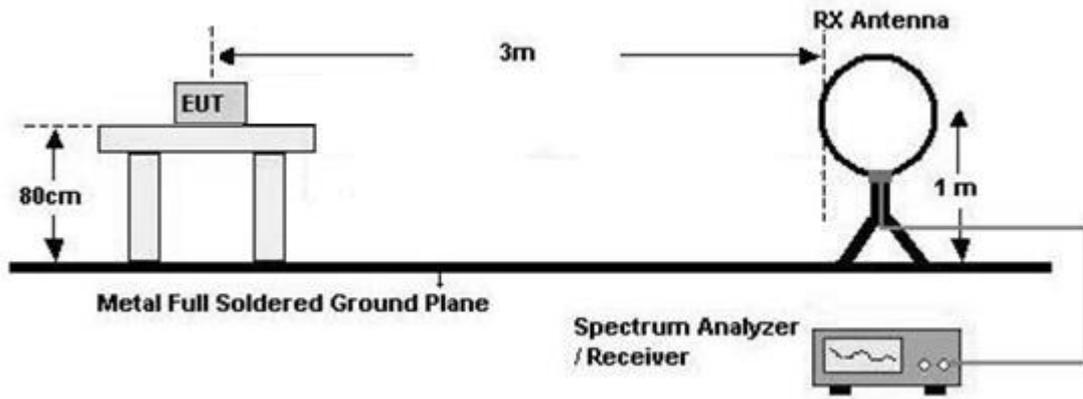 RX Antenna
3m
EUT
80cm
1 m
Metal Full Soldered Ground Plane
Spectrum Analyzer
/ Receiver